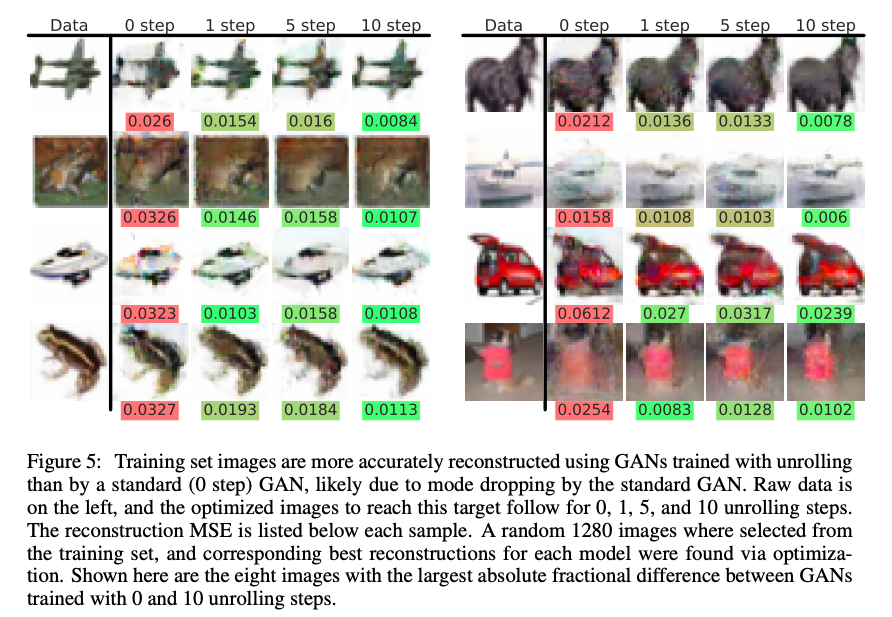 Data 0 step 1 step 5 step 10 step
0.026 0.0154 0.016 0.0084
0.0326 0.0146 0.0158 0.0107
0.0323 0.0103 0.0158 0.0108
0.0327 0.0193 0.0184 0.0113
Data 0 step 1 step 5 step 10 step
0.0212 0.0136 0.0133 0.0078
0.0158 0.0108 0.0103 0.006
0.0612 0.027 0.0317 0.0239
0.0254 0.0083 0.0128 0.0102
Figure 5: Training set images are more accurately reconstructed using GANs trained with unrolling
than by a standard (0 step) GAN, likely due to mode dropping by the standard GAN. Raw data is
on the left, and the optimized images to reach this target follow for 0, 1, 5, and 10 unrolling steps.
The reconstruction MSE is listed below each sample. A random 1280 images where selected from
the training set, and corresponding best reconstructions for each model were found via optimiza-
tion. Shown here are the eight images with the largest absolute fractional difference between GANs
trained with 0 and 10 unrolling steps.